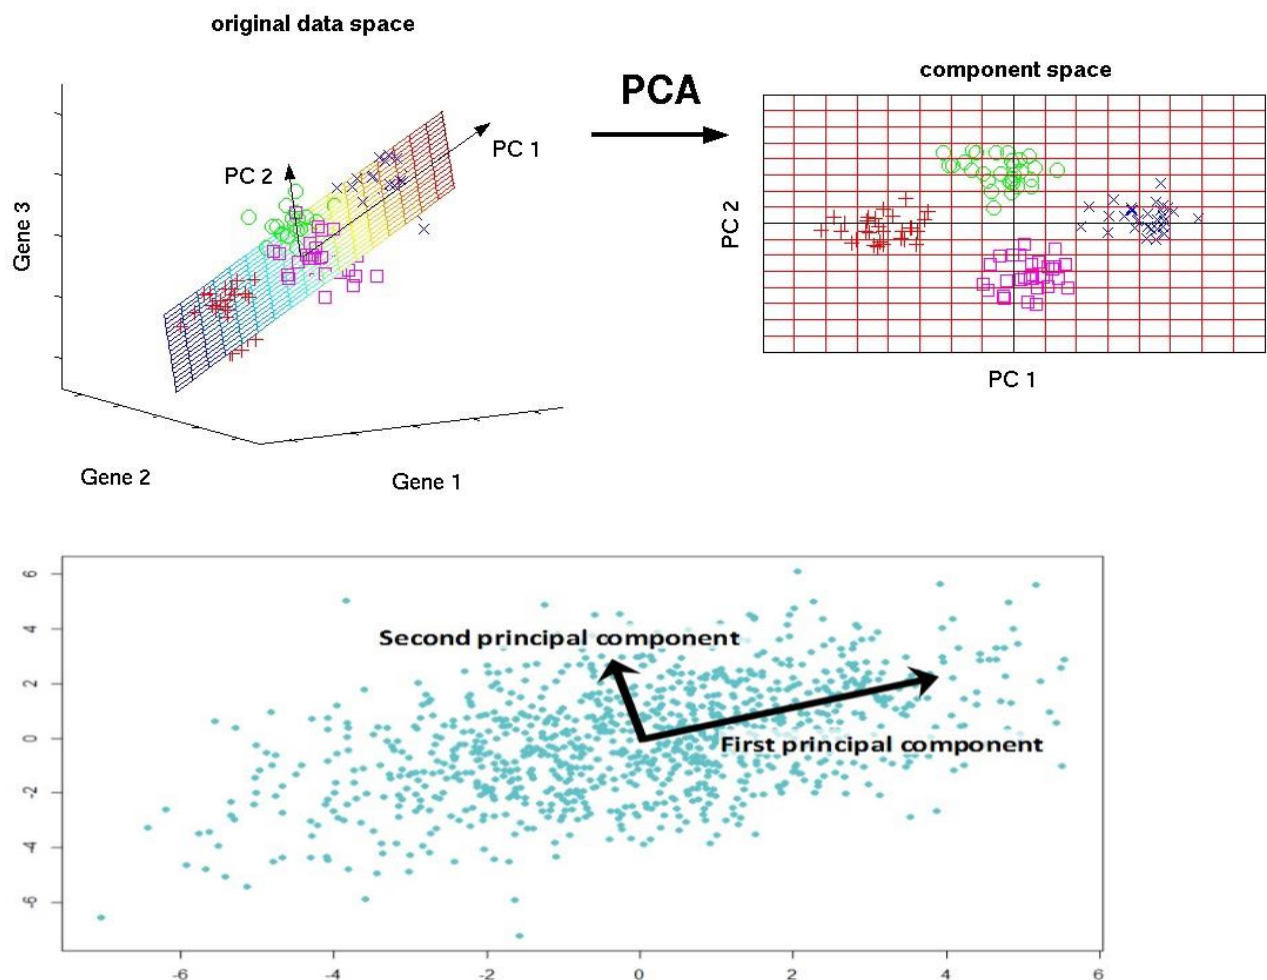 original data space
PCA
component space
PC 1
PC 2
Gene 3
PC 2
PC 1
Gene 2
Gene 1
6
4
2
0
-2
-4
-6
Second principal component
First principal component
-6
-4
-2
0
2
4
6